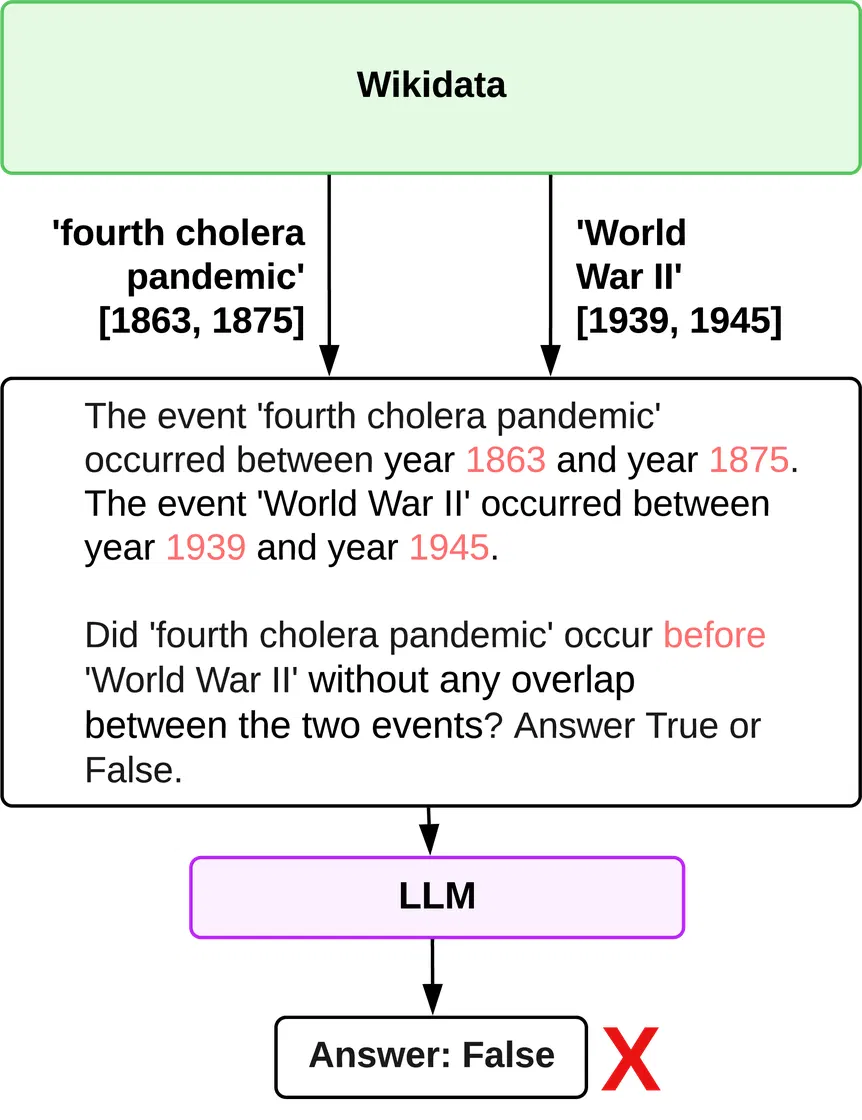 Wikidata
'fourth cholera
pandemic'
[1863, 1875]
'World
War II'
[1939, 1945]
The event 'fourth cholera pandemic'
occurred between year 1863 and year 1875.
The event 'World War II' occurred between
year 1939 and year 1945.
Did 'fourth cholera pandemic' occur before
'World War II' without any overlap
between the two events? Answer True or
False.
LLM
Answer: False
X